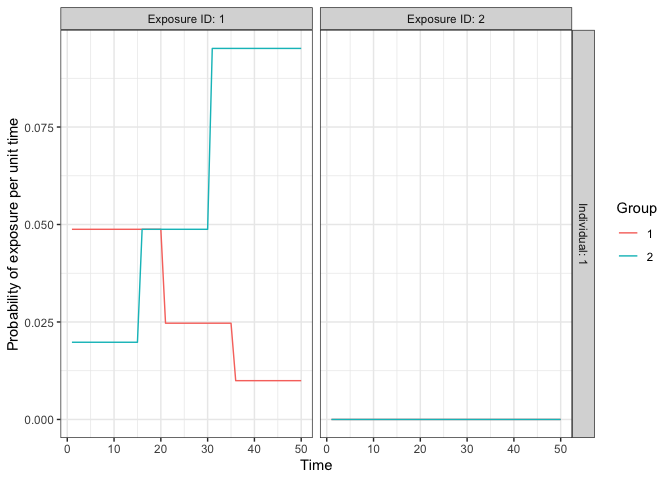 Exposure ID: 1
Exposure ID: 2
Probability of exposure per unit time
0.075
0.050
0.025
0.000
Individual: 1
Group
1
2
0 10 20 30 40 50
0 10 20 30 40 50
Time